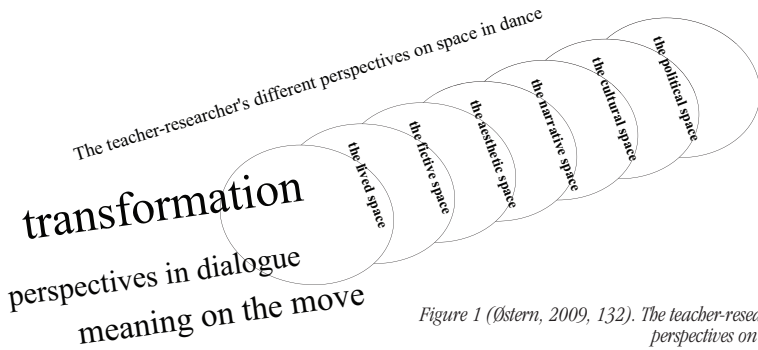 The teacher-researcher's different perspectives on space in dance
the lived space
the fictive space
the aesthetic space
the narrative space
the cultural space
the political space
transformation
perspectives in dialogue
meaning on the move
Figure 1 (Østern, 2009, 132). The
perspectives on